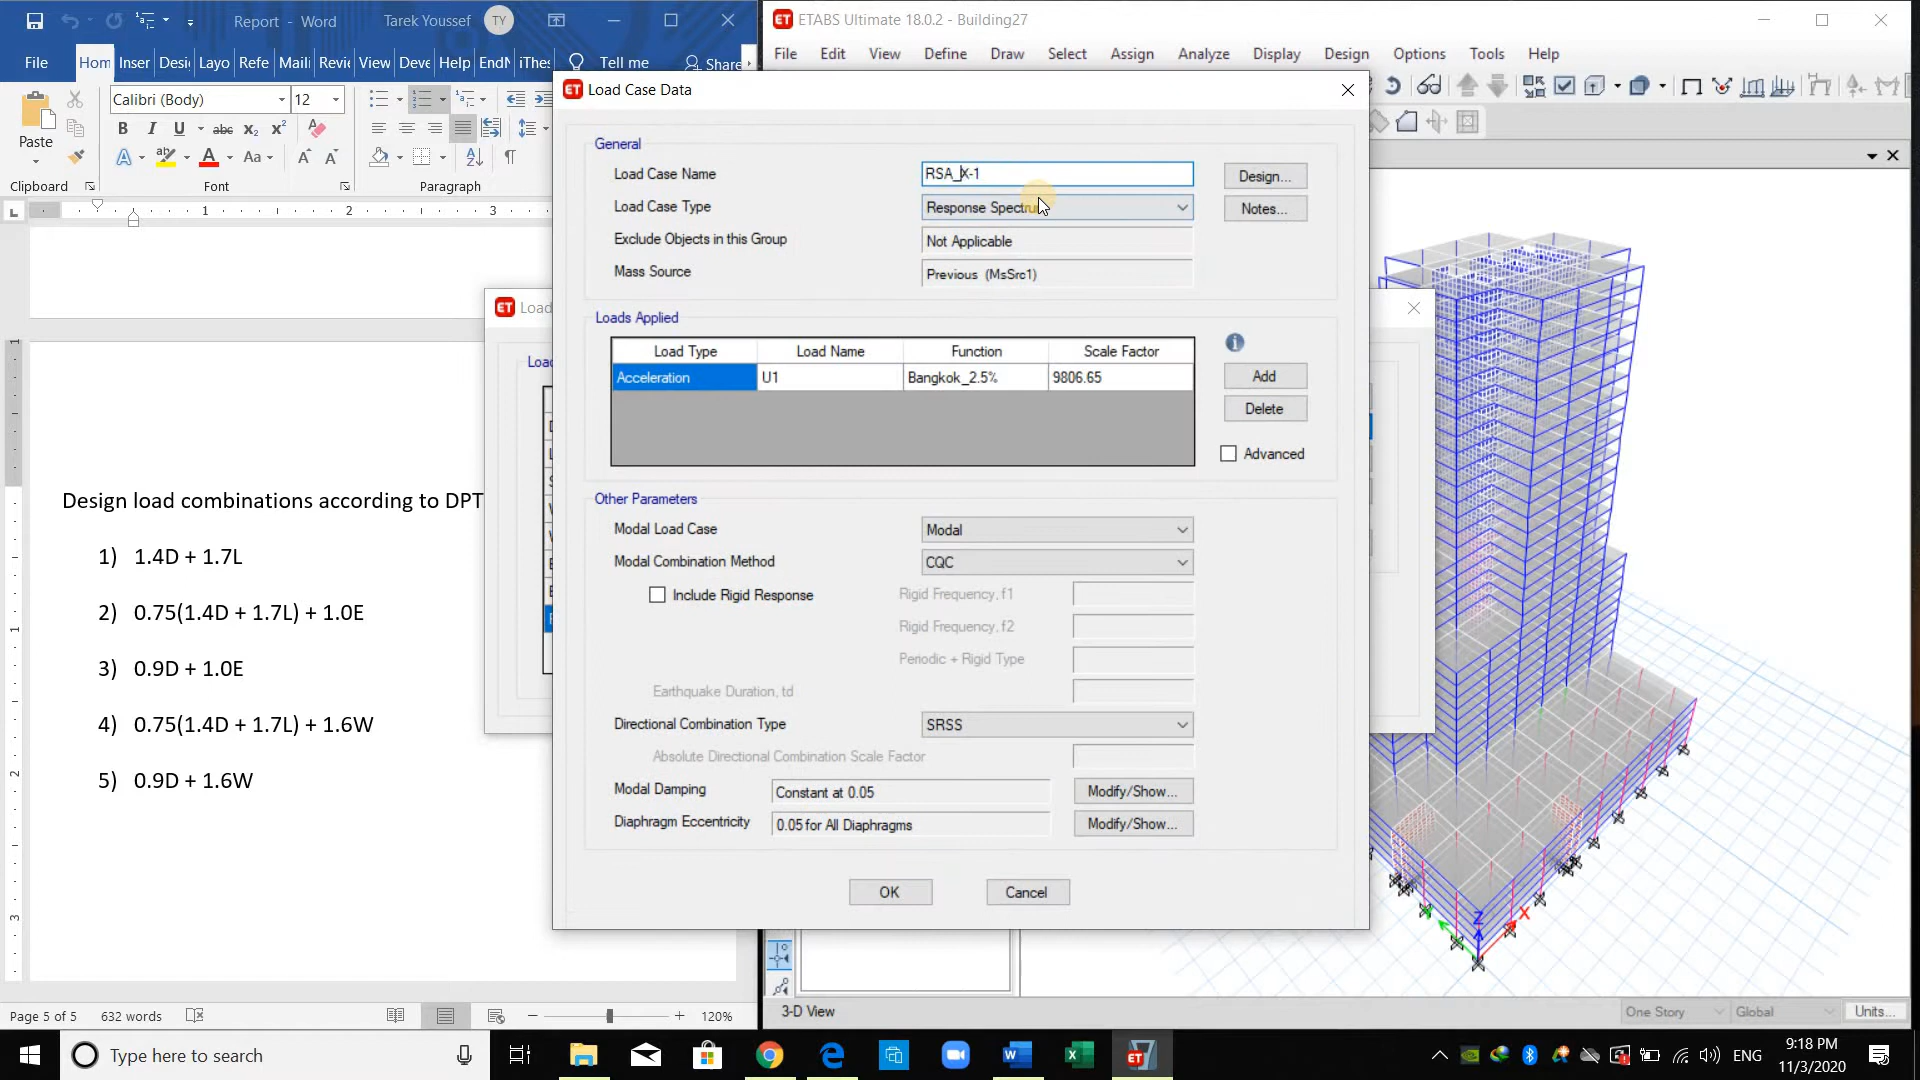 Report - Word
Tarek Youssef
TY
File
Hom
Inser
Desi
Layo
Refe
Maili
Revie
View
Deve
Help
EndN
iThes
Tell me
Share
Calibri (Body)
12
Paste
Clipboard
Font
Paragraph
Design load combinations according to DPT
1) 1.4D + 1.7L
2) 0.75(1.4D + 1.7L) + 1.0E
3) 0.9D + 1.0E
4) 0.75(1.4D + 1.7L) + 1.6W
5) 0.9D + 1.6W
Page 5 of 5
632 words
120%
ETABS Ultimate 18.0.2 - Building27
File
Edit
View
Define
Draw
Select
Assign
Analyze
Display
Design
Options
Tools
Help
Load
Loa
Load Case Data
General
Load Case Name
RSA_X-1
Design...
Load Case Type
Response Spectrum
Notes...
Exclude Objects in this Group
Not Applicable
Mass Source
Previous (MsSrc1)
Loads Applied
Load Type
Load Name
Function
Scale Factor
Acceleration
U1
Bangkok_2.5%
9806.65
Add
Delete
Advanced
Other Parameters
Modal Load Case
Modal
Modal Combination Method
CQC
Include Rigid Response
Rigid Frequency, f1
Rigid Frequency, f2
Periodic + Rigid Type
Earthquake Duration, td
Directional Combination Type
SRSS
Absolute Directional Combination Scale Factor
Modal Damping
Constant at 0.05
Modify/Show...
Diaphragm Eccentricity
0.05 for All Diaphragms
Modify/Show...
OK
Cancel
Z
X
3-D View
One Story
Global
Units...
Type here to search
ENG
9:18 PM
11/3/2020